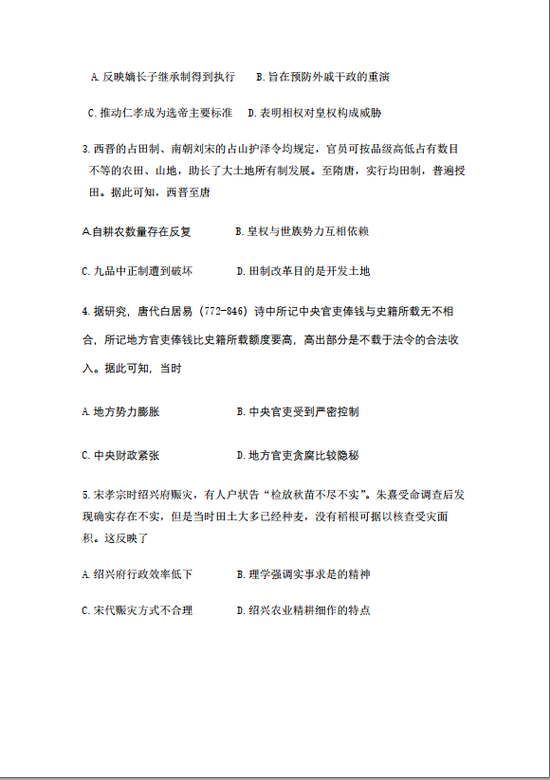 A. 反映嫡长子继承制得到执行 B. 旨在预防外戚干政的重演
C. 推动仁孝成为选帝主要标准 D. 表明相权对皇权构成威胁
3. 西晋的占田制、南朝刘宋的占山护泽令均规定，官员可按品级高低占有数目
不等的农田、山地，助长了大土地所有制发展。至隋唐，实行均田制，普遍授
田。据此可知，西晋至唐
A.自耕农数量存在反复 B. 皇权与世族势力互相依赖
C. 九品中正制遭到破坏 D. 田制改革目的是开发土地
4. 据研究，唐代白居易（772-846）诗中所记中央官吏俸钱与史籍所载无不相
合，所记地方官吏俸钱比史籍所载额度要高，高出部分是不载于法令的合法收
入。据此可知，当时
A. 地方势力膨胀 B. 中央官吏受到严密控制
C. 中央财政紧张 D. 地方官吏贪腐比较隐秘
5. 宋孝宗时绍兴府赈灾，有人户状告“检放秋苗不尽不实”。朱熹受命调查后发
现确实存在不实，但是当时田土大多已经种麦，没有稻根可据以核查受灾面
积。这反映了
A. 绍兴府行政效率低下 B. 理学强调实事求是的精神
C. 宋代赈灾方式不合理 D. 绍兴农业精耕细作的特点